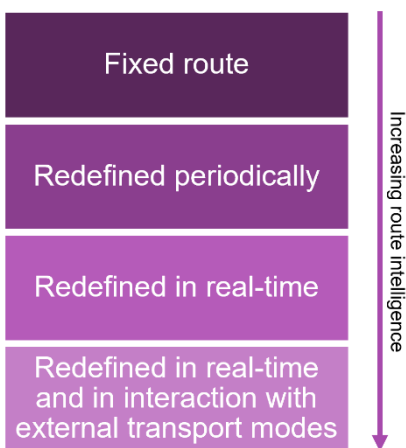 Fixed route
Redefined periodically
Redefined in real-time
Redefined in real-time
and in interaction with
external transport modes
Increasing route intelligence